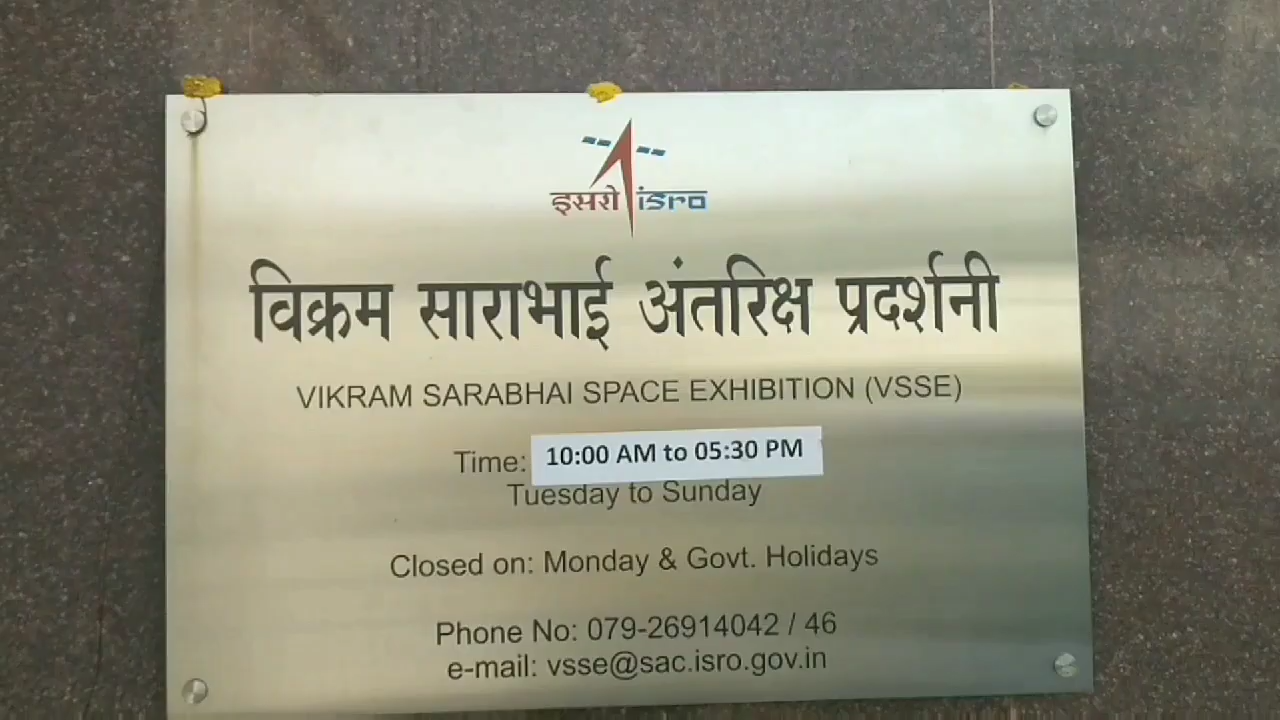 इसरो isro
विक्रम साराभाई अंतरिक्ष प्रदर्शनी
VIKRAM SARABHAI SPACE EXHIBITION (VSSE)
Time: 10:00 AM to 05:30 PM
Tuesday to Sunday
Closed on: Monday & Govt. Holidays
Phone No: 079-26914042 / 46
e-mail: vsse@sac.isro.gov.in